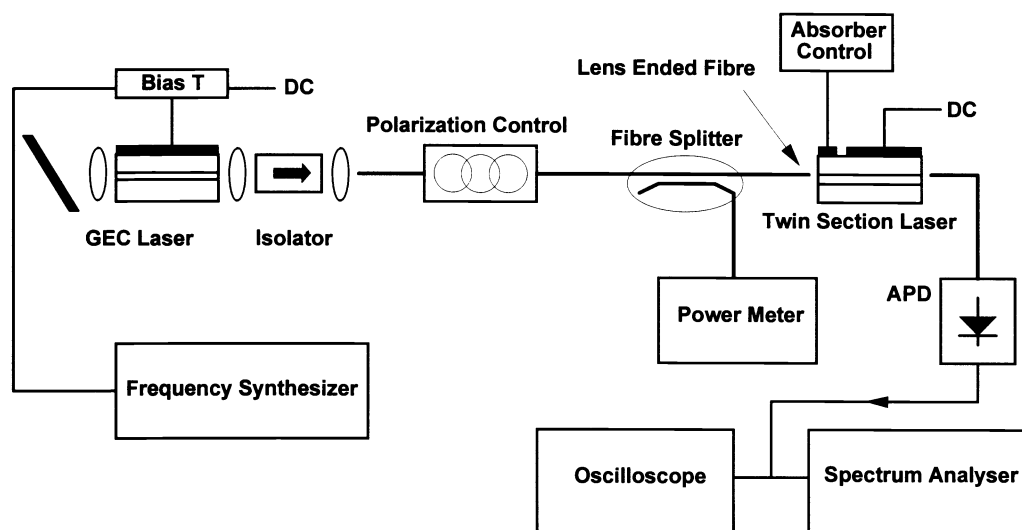 Absorber
Control
Lens Ended Fibre
Bias T
DC
DC
Polarization Control
Fibre Splitter
GEC Laser
Isolator
Twin Section Laser
APD
Power Meter
Frequency Synthesizer
Oscilloscope
Spectrum Analyser